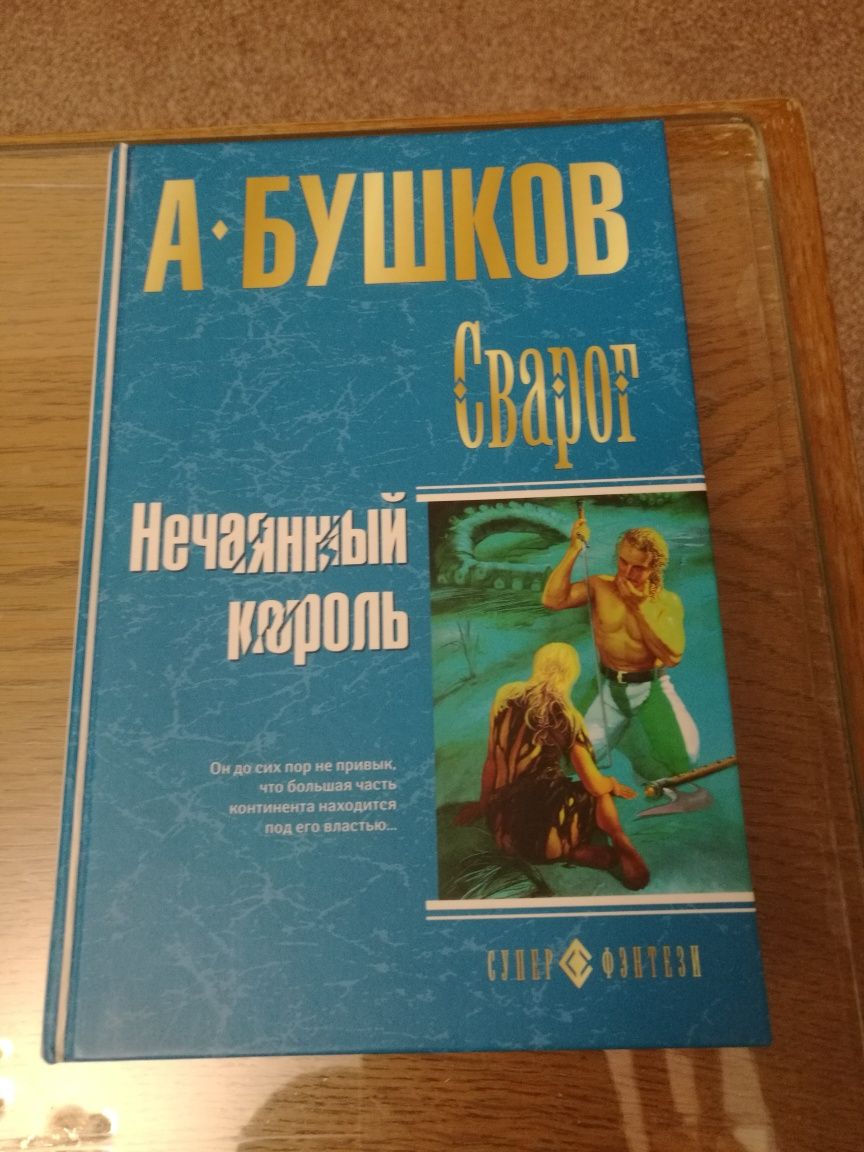 А·БУШКОВ
Сварог
Нечаянный
король
Он до сих пор не привык,
что большая часть
континента находится
под его властью...
СУПЕР ФЭНТЕЗИ